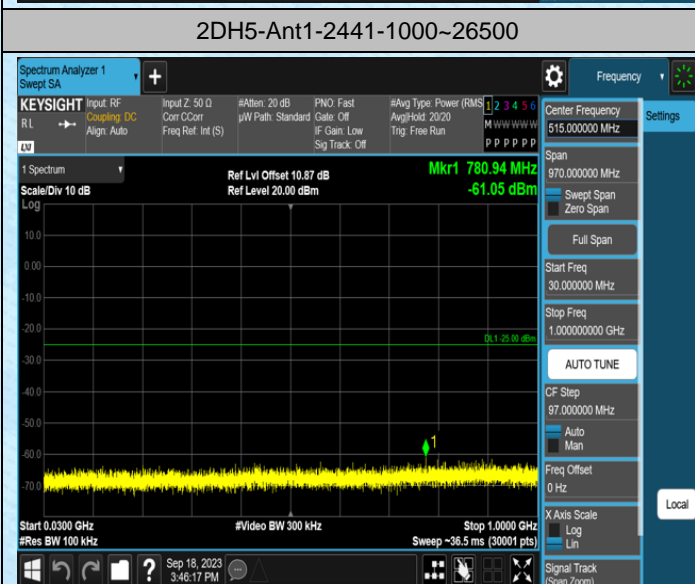 2DH5-Ant1-2441-1000~26500
Spectrum Analyzer 1
Swept SA
Frequency
KEYSIGHT
RL
LXI
Input: RF
Coupling: DC
Align: Auto
Input Z: 50 Ω
Corr CCorr
Freq Ref: Int (S)
#Atten: 20 dB
µW Path: Standard
PNO: Fast
Gate: Off
IF Gain: Low
Sig Track: Off
#Avg Type: Power (RMS
Avg|Hold: 20/20
Trig: Free Run
1 2 3 4 5 6
M W W W W W
P P P P P P
1 Spectrum
Scale/Div 10 dB
Ref Lvl Offset 10.87 dB
Ref Level 20.00 dBm
Mkr1 780.94 MHz
-61.05 dBm
Log
10.0
0.00
-10.0
-20.0
DL1 -25.00 dBm
-30.0
-40.0
-50.0
-60.0
1
-70.0
Start 0.0300 GHz
#Res BW 100 kHz
#Video BW 300 kHz
Stop 1.0000 GHz
Sweep ~36.5 ms (30001 pts)
?
Sep 18, 2023
3:46:17 PM
Center Frequency
515.000000 MHz
Span
970.000000 MHz
Swept Span
Zero Span
Full Span
Start Freq
30.000000 MHz
Stop Freq
1.000000000 GHz
AUTO TUNE
CF Step
97.000000 MHz
Auto
Man
Freq Offset
0 Hz
X Axis Scale
Log
Lin
Signal Track
(Span Zoom)
Settings
Local